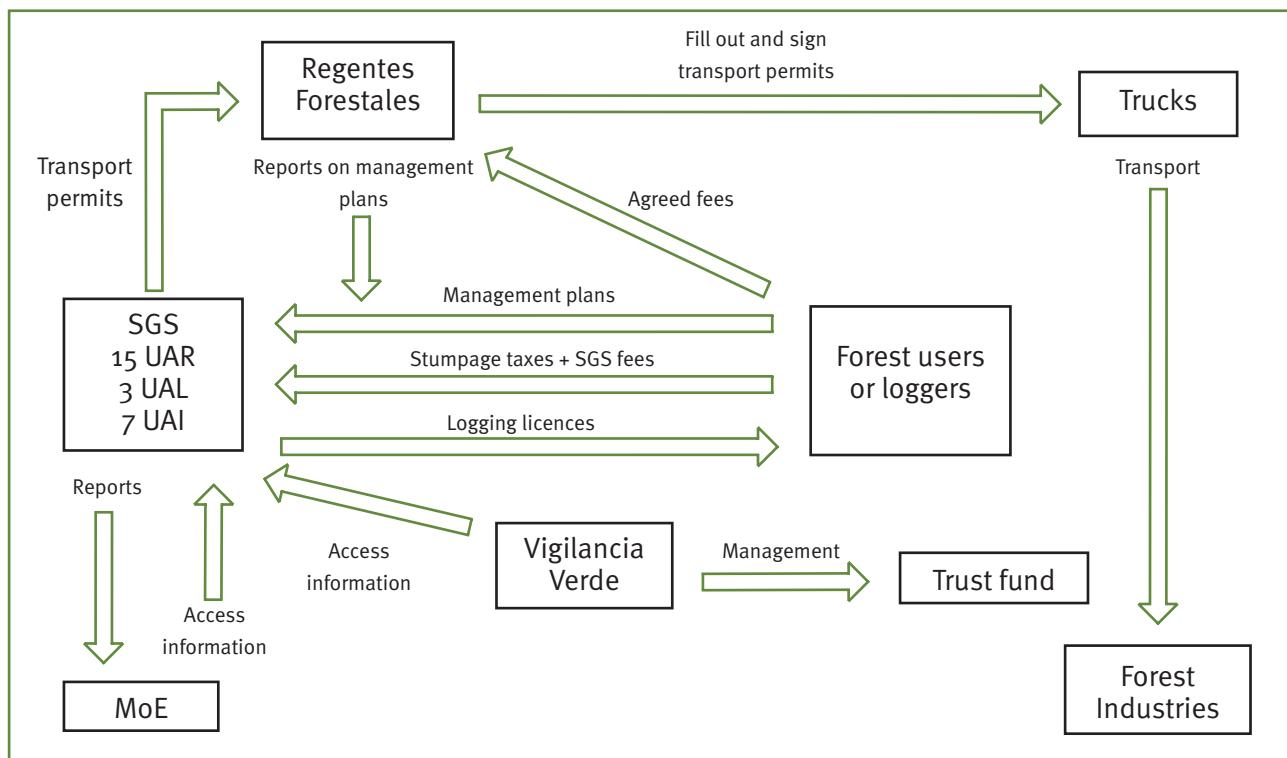 Regentes
Forestales
Fill out and sign
transport permits
Trucks
Transport
permits
Reports on management
plans
Agreed fees
Transport
SGS
15 UAR
3 UAL
7 UAI
Management plans
Stumpage taxes + SGS fees
Logging licences
Forest users
or loggers
Reports
Access
information
Access
information
Vigilancia
Verde
Management
Trust fund
MoE
Forest
Industries